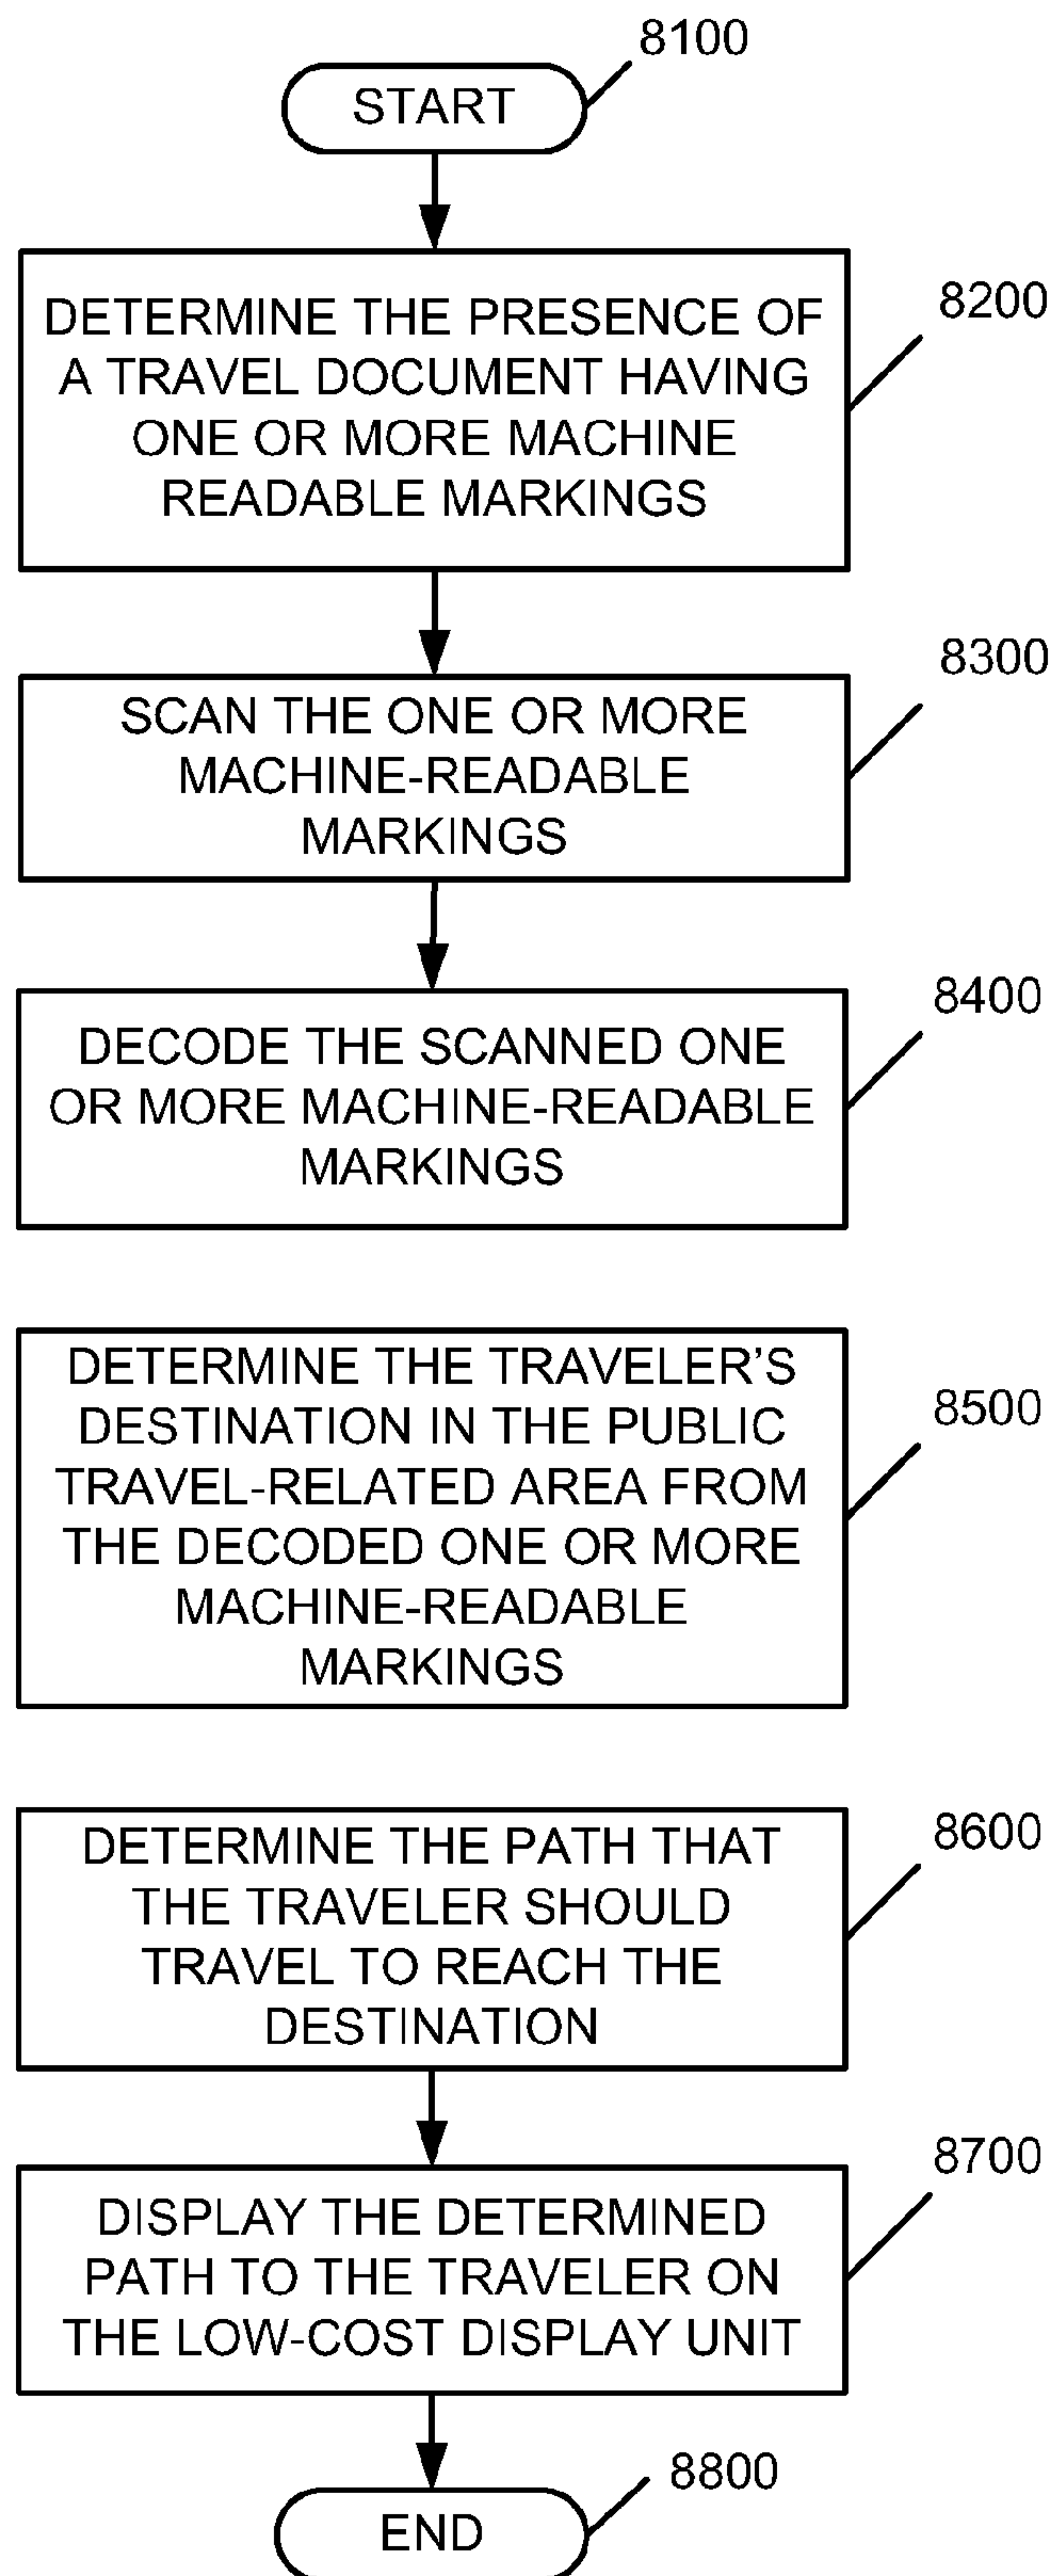 8100
START
8200
DETERMINE THE PRESENCE OF
A TRAVEL DOCUMENT HAVING
ONE OR MORE MACHINE
READABLE MARKINGS
8300
SCAN THE ONE OR MORE
MACHINE-READABLE
MARKINGS
8400
DECODE THE SCANNED ONE
OR MORE MACHINE-READABLE
MARKINGS
8500
DETERMINE THE TRAVELER'S
DESTINATION IN THE PUBLIC
TRAVEL-RELATED AREA FROM
THE DECODED ONE OR MORE
MACHINE-READABLE
MARKINGS
8600
DETERMINE THE PATH THAT
THE TRAVELER SHOULD
TRAVEL TO REACH THE
DESTINATION
8700
DISPLAY THE DETERMINED
PATH TO THE TRAVELER ON
THE LOW-COST DISPLAY UNIT
8800
END